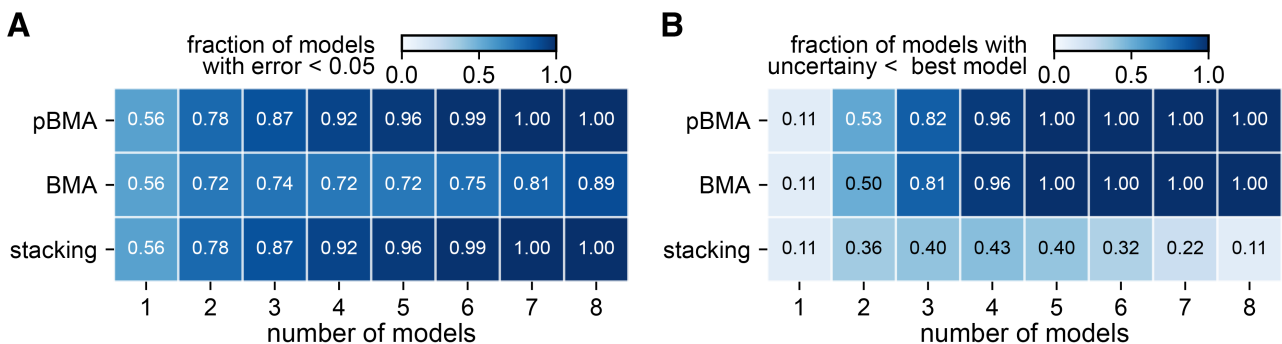 A
fraction of models
with error < 0.05
0.0 0.5 1.0
pBMA 0.56 0.78 0.87 0.92 0.96 0.99 1.00 1.00
BMA 0.56 0.72 0.74 0.72 0.72 0.75 0.81 0.89
stacking 0.56 0.78 0.87 0.92 0.96 0.99 1.00 1.00
1 2 3 4 5 6 7 8
number of models
B
fraction of models with
uncertainy < best model
0.0 0.5 1.0
pBMA 0.11 0.53 0.82 0.96 1.00 1.00 1.00 1.00
BMA 0.11 0.50 0.81 0.96 1.00 1.00 1.00 1.00
stacking 0.11 0.36 0.40 0.43 0.40 0.32 0.22 0.11
1 2 3 4 5 6 7 8
number of models